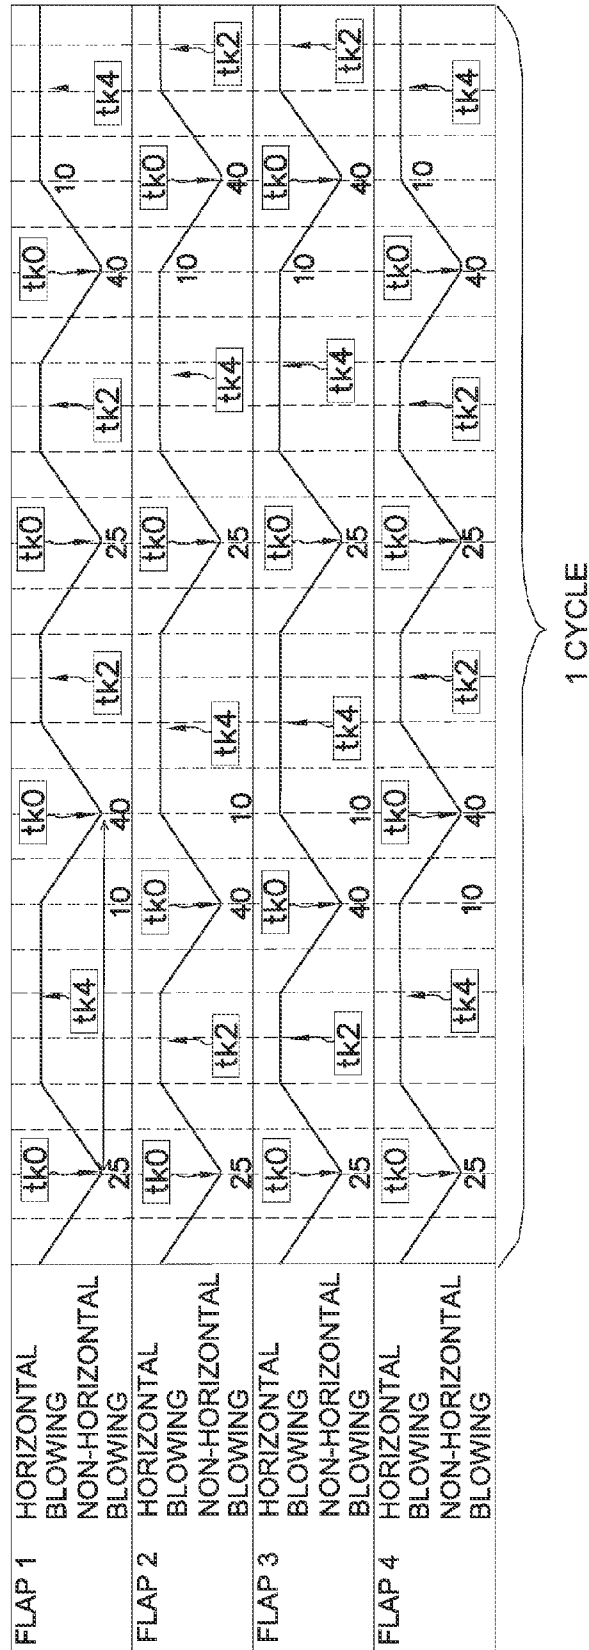 FLAP 1
HORIZONTAL
BLOWING
NON-HORIZONTAL
BLOWING
tk0 tk0 tk0 tk0
tk4 tk2 tk2 10 tk4
25 10 40 25 40
FLAP 2
HORIZONTAL
BLOWING
NON-HORIZONTAL
BLOWING
tk0 tk0 tk0 tk0
tk2 tk4 tk4 10 tk2
25 40 10 25 40
FLAP 3
HORIZONTAL
BLOWING
NON-HORIZONTAL
BLOWING
tk0 tk0 tk0 tk0
tk2 tk4 tk4 10 tk2
25 40 10 25 40
FLAP 4
HORIZONTAL
BLOWING
NON-HORIZONTAL
BLOWING
tk0 tk0 tk0 tk0
tk4 tk2 tk2 10 tk4
25 10 40 25 40
1 CYCLE